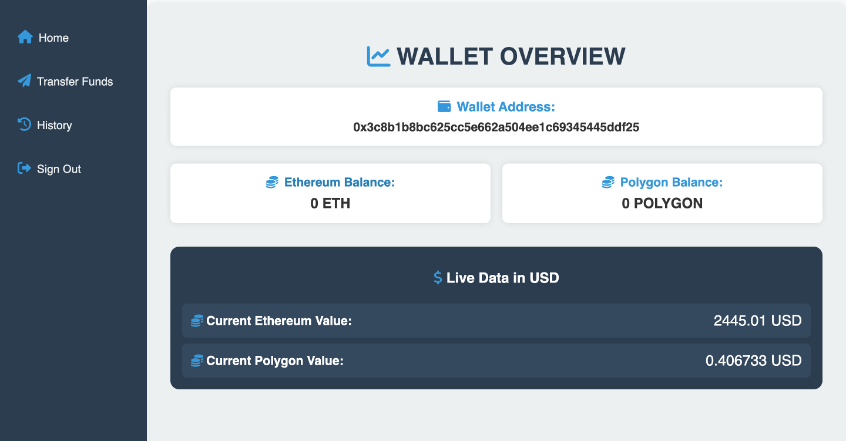 Home
Transfer Funds
History
Sign Out
WALLET OVERVIEW
Wallet Address:
0x3c8b1b8bc625cc5e662a504ee1c69345445ddf25
Ethereum Balance:
0 ETH
Polygon Balance:
0 POLYGON
$ Live Data in USD
Current Ethereum Value:
2445.01 USD
Current Polygon Value:
0.406733 USD